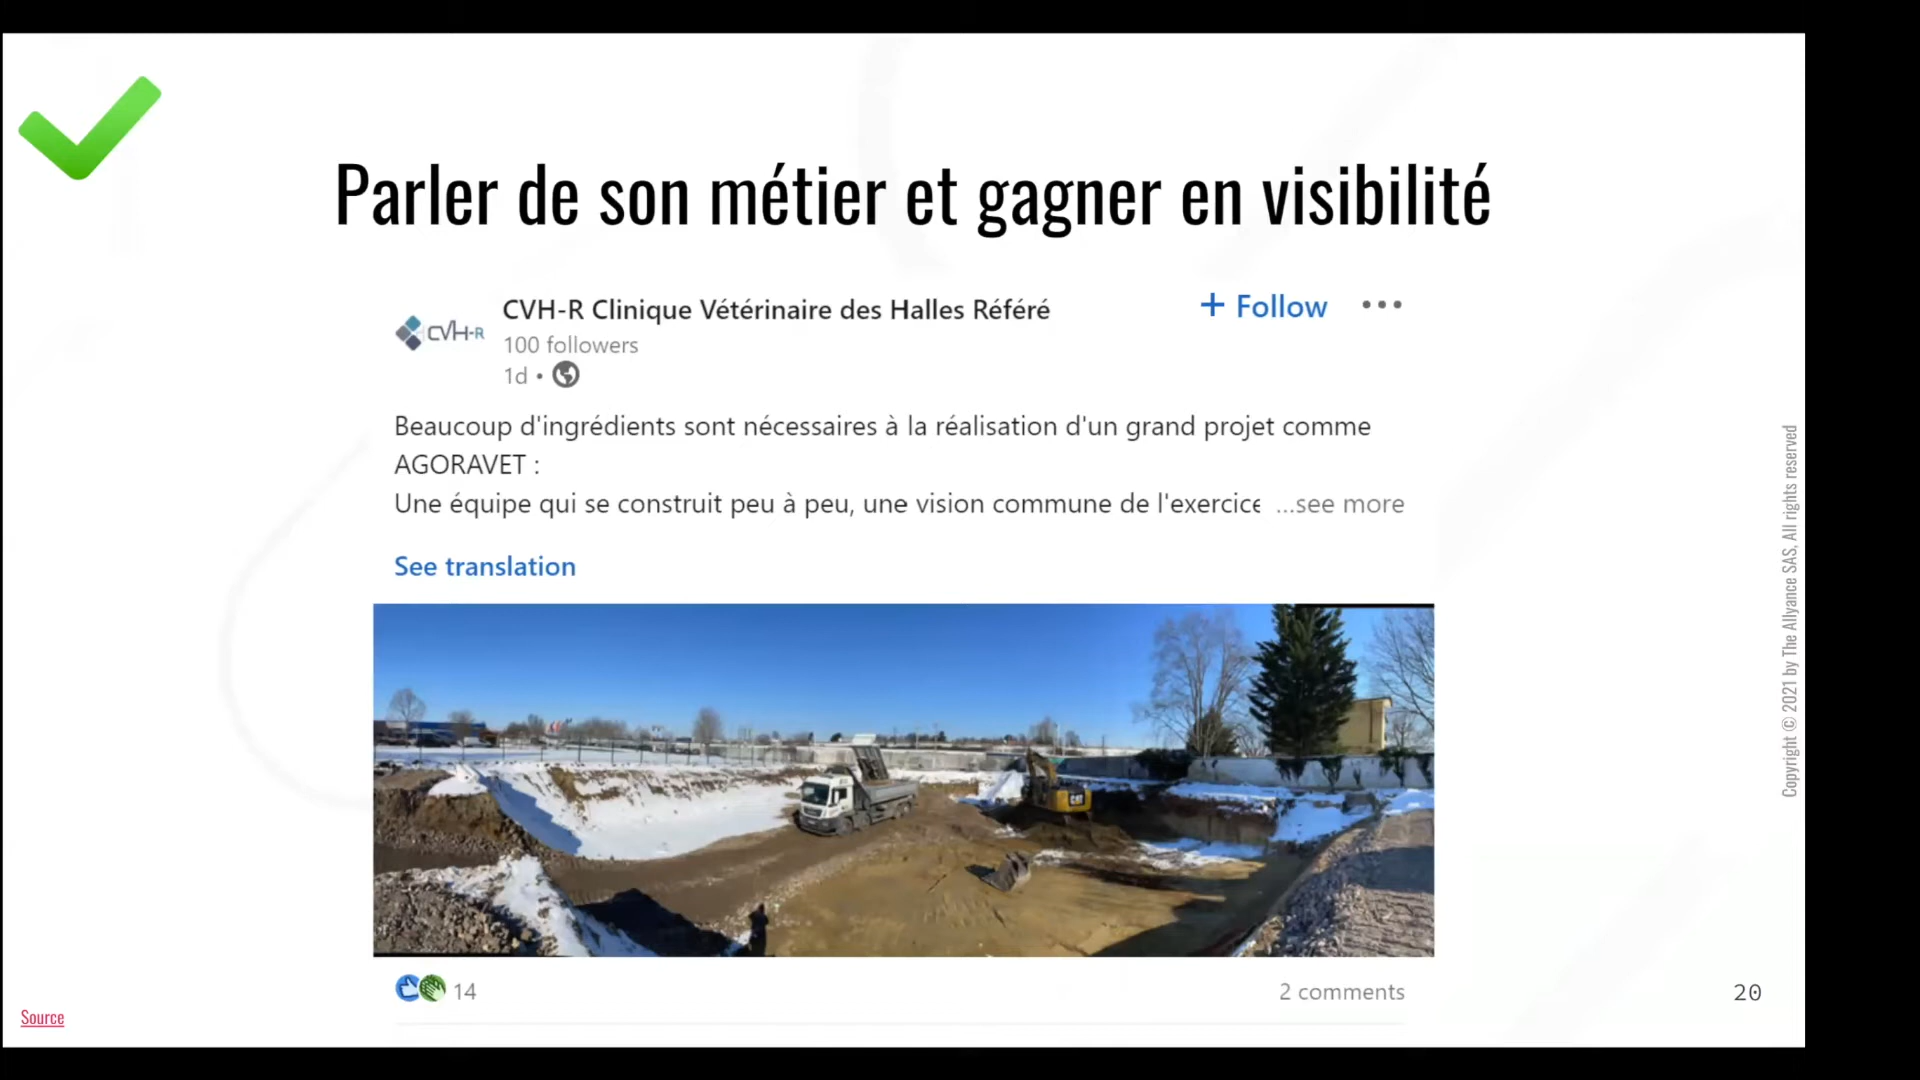 Parler de son métier et gagner en visibilité
CVH-R
CVH-R Clinique Vétérinaire des Halles Référé
+ Follow
100 followers
1d •
Beaucoup d'ingrédients sont nécessaires à la réalisation d'un grand projet comme
AGORAVET :
Une équipe qui se construit peu à peu, une vision commune de l'exercice ...see more
See translation
CAT
14
2 comments
Source
20
Copyright © 2021 by The Allyance SAS, All rights reserved